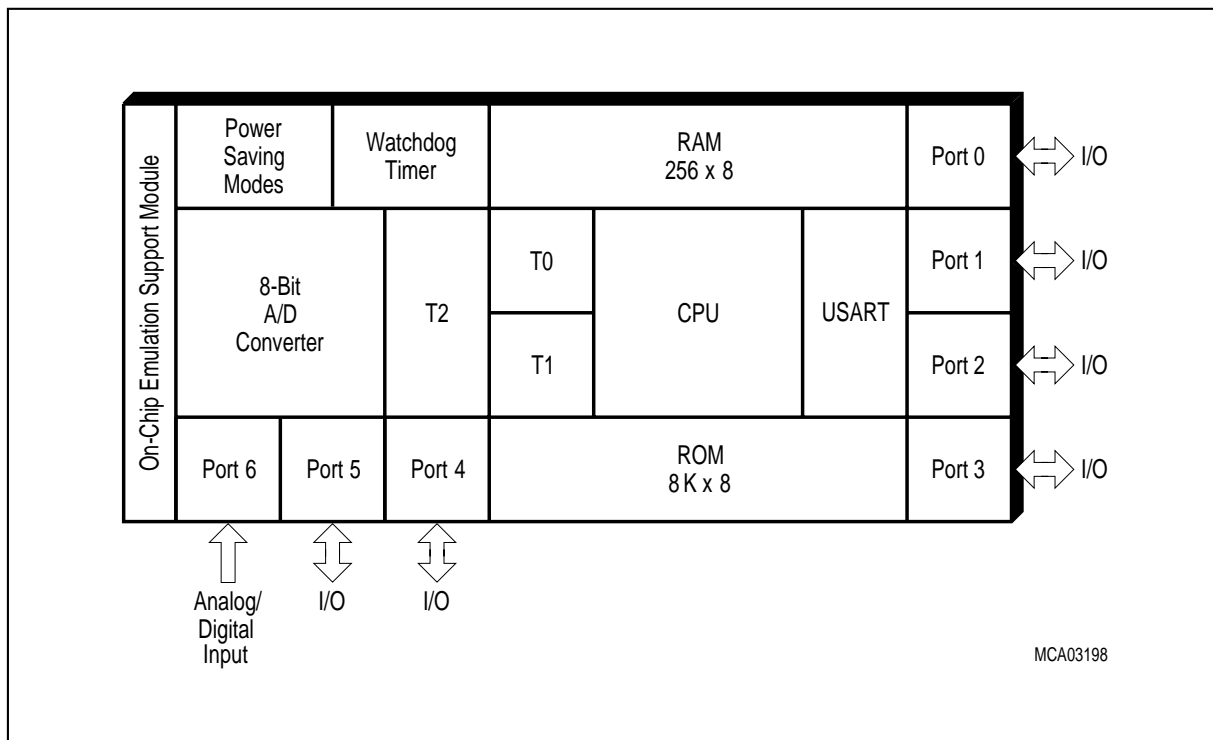 On-Chip Emulation Support Module
Power
Saving
Modes
Watchdog
Timer
RAM
256 x 8
Port 0
I/O
8-Bit
A/D
Converter
T2
T0
T1
CPU
USART
Port 1
I/O
Port 2
I/O
Port 6
Port 5
Port 4
ROM
8K x 8
Port 3
I/O
Analog/
Digital
Input
I/O
I/O
MCA03198